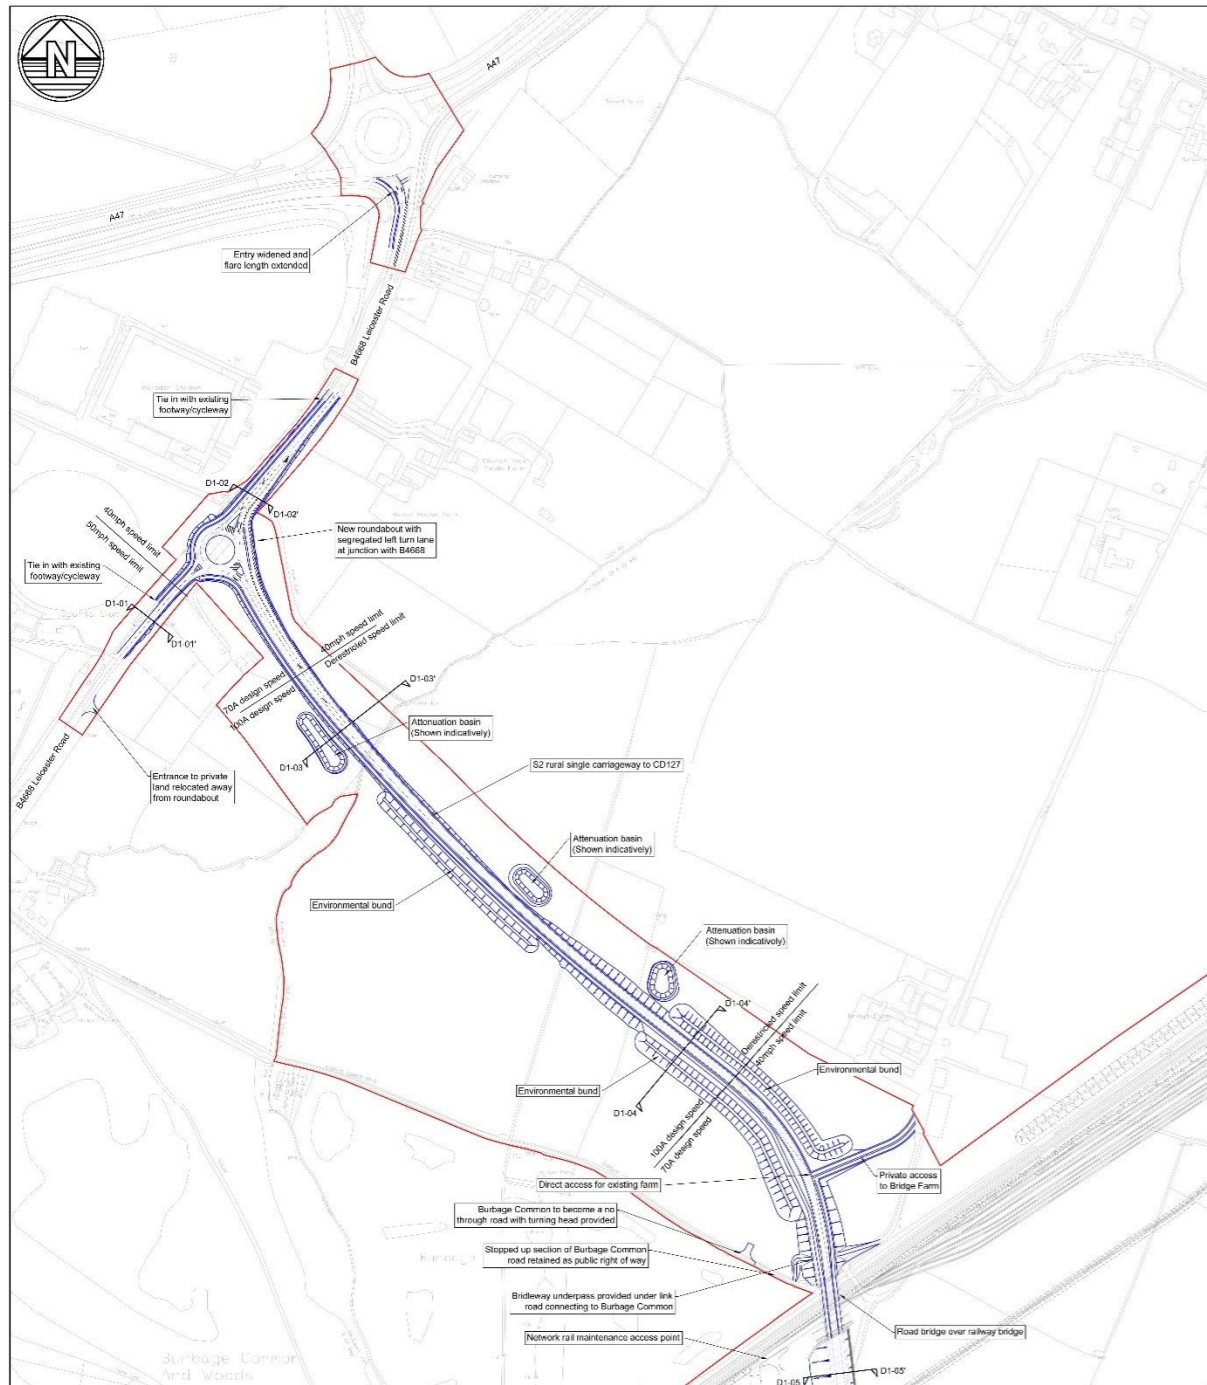 N
A47
A47
Entry widened and
flare length extended
B4668 Leicester Road
Tie in with existing
footway/cycleway
D1-02
D1-02'
New roundabout with
segregated left turn lane
at junction with B4668
40mph speed limit
50mph speed limit
Tie in with existing
footway/cycleway
D1-01
D1-01'
40mph speed limit
Derestricted speed limit
70A design speed
100A design speed
D1-03'
D1-03
Attenuation basin
(Shown indicatively)
B4668 Leicester Road
Entrance to private
land relocated away
from roundabout
S2 rural single carriageway to CD127
Attenuation basin
(Shown indicatively)
Environmental bund
Attenuation basin
(Shown indicatively)
D1-04'
Derestricted speed limit
40mph speed limit
Environmental bund
Environmental bund
D1-04
100A design speed
70A design speed
Private access
to Bridge Farm
Direct access for existing farm
Burbage Common to become a no
through road with turning head provided
Stopped up section of Burbage Common
road retained as public right of way
Bridleway underpass provided under link
road connecting to Burbage Common
Road bridge over railway bridge
Network rail maintenance access point
Burbage Common
And Woods
D1-05
D1-05'